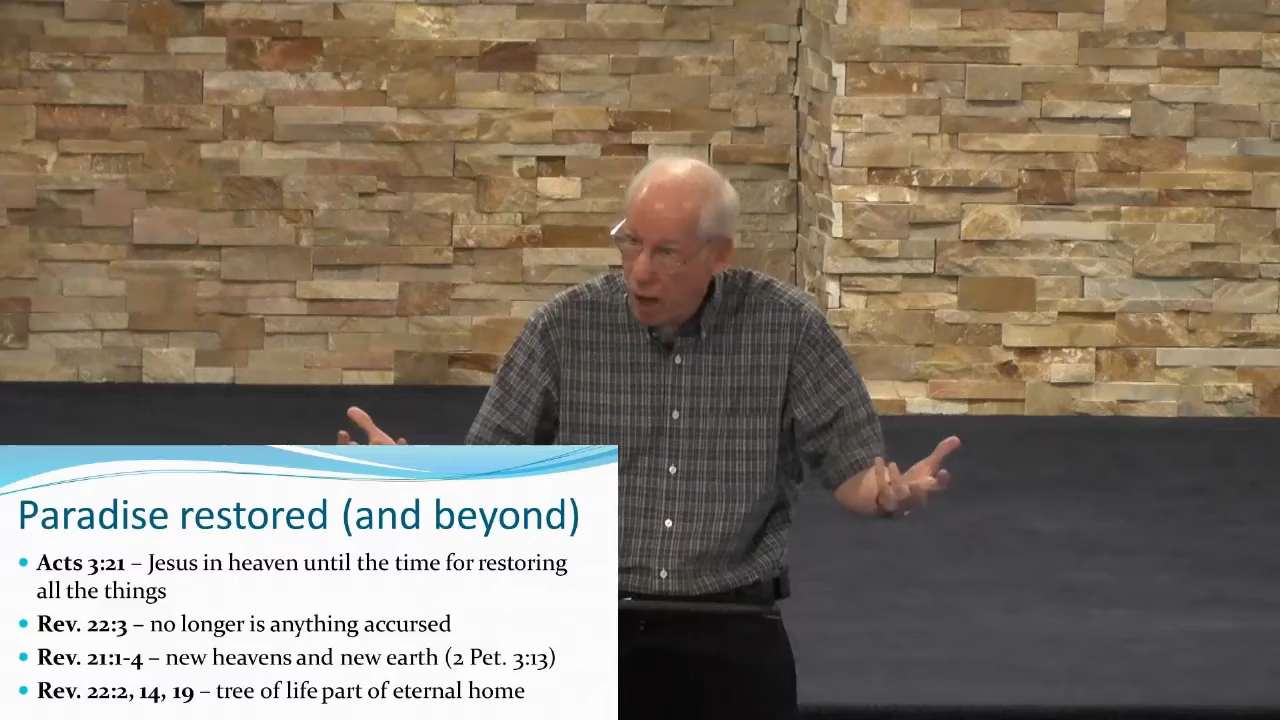 Paradise restored (and beyond)
• Acts 3:21 – Jesus in heaven until the time for restoring
all the things
• Rev. 22:3 – no longer is anything accursed
• Rev. 21:1-4 – new heavens and new earth (2 Pet. 3:13)
• Rev. 22:2, 14, 19 – tree of life part of eternal home